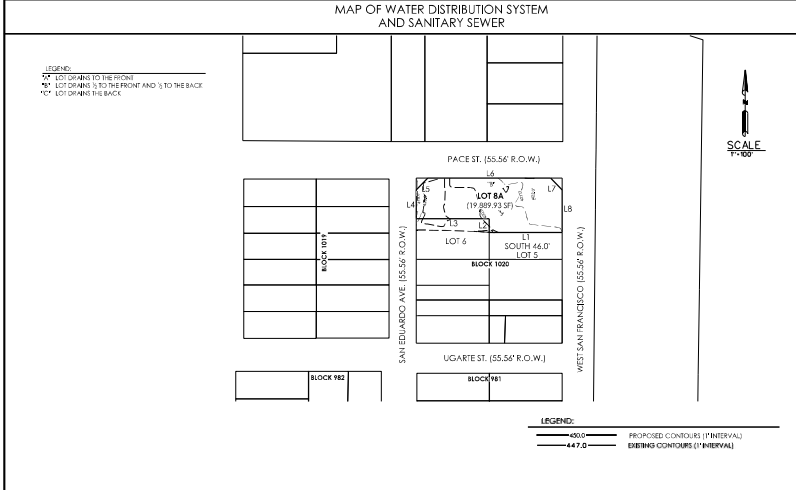 MAP OF WATER DISTRIBUTION SYSTEM
AND SANITARY SEWER
LEGEND:
"A" LOT DRAINS TO THE FRONT
"B" LOT DRAINS ½ TO THE FRONT AND ½ TO THE BACK
"C" LOT DRAINS THE BACK
SCALE
1"=100'
PACE ST. (55.56' R.O.W.)
L6
L5
L7
LOT 8A
(19,889.93 SF)
L4
L8
L3
L2
L1
LOT 6
SOUTH 46.0'
LOT 5
BLOCK 1019
BLOCK 1020
SAN EDUARDO AVE. (55.56' R.O.W.)
WEST SAN FRANCISCO (55.56' R.O.W.)
UGARTE ST. (55.56' R.O.W.)
BLOCK 982
BLOCK 981
LEGEND:
450.0 PROPOSED CONTOURS (1' INTERVAL)
447.0 EXISTING CONTOURS (1' INTERVAL)